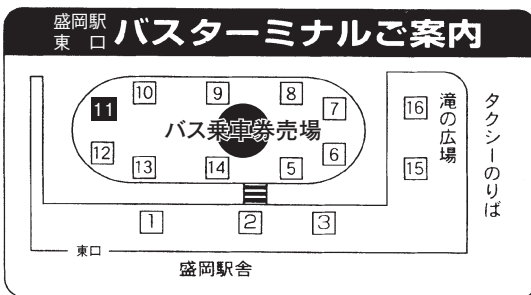 盛岡駅
東 口
バスターミナルご案内
10 9 8
11 7
16
滝の広場
タクシーのりば
バス乗車券売場
12 6
13 14 5
15
1 2 3
東口
盛岡駅舎